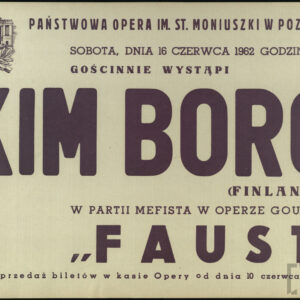 PAŃSTWOWA OPERA IM. ST. MONIUSZKI W POZ
SOBOTA, DNIA 16 CZERWCA 1962 GODZIN
GOŚCINNIE WYSTĄPI
KIM BORG
(FINLAN
W PARTII MEFISTA W OPERZE GOU
„FAUST
przedaż biletów w kasie Opery od dnia 10 czerwca